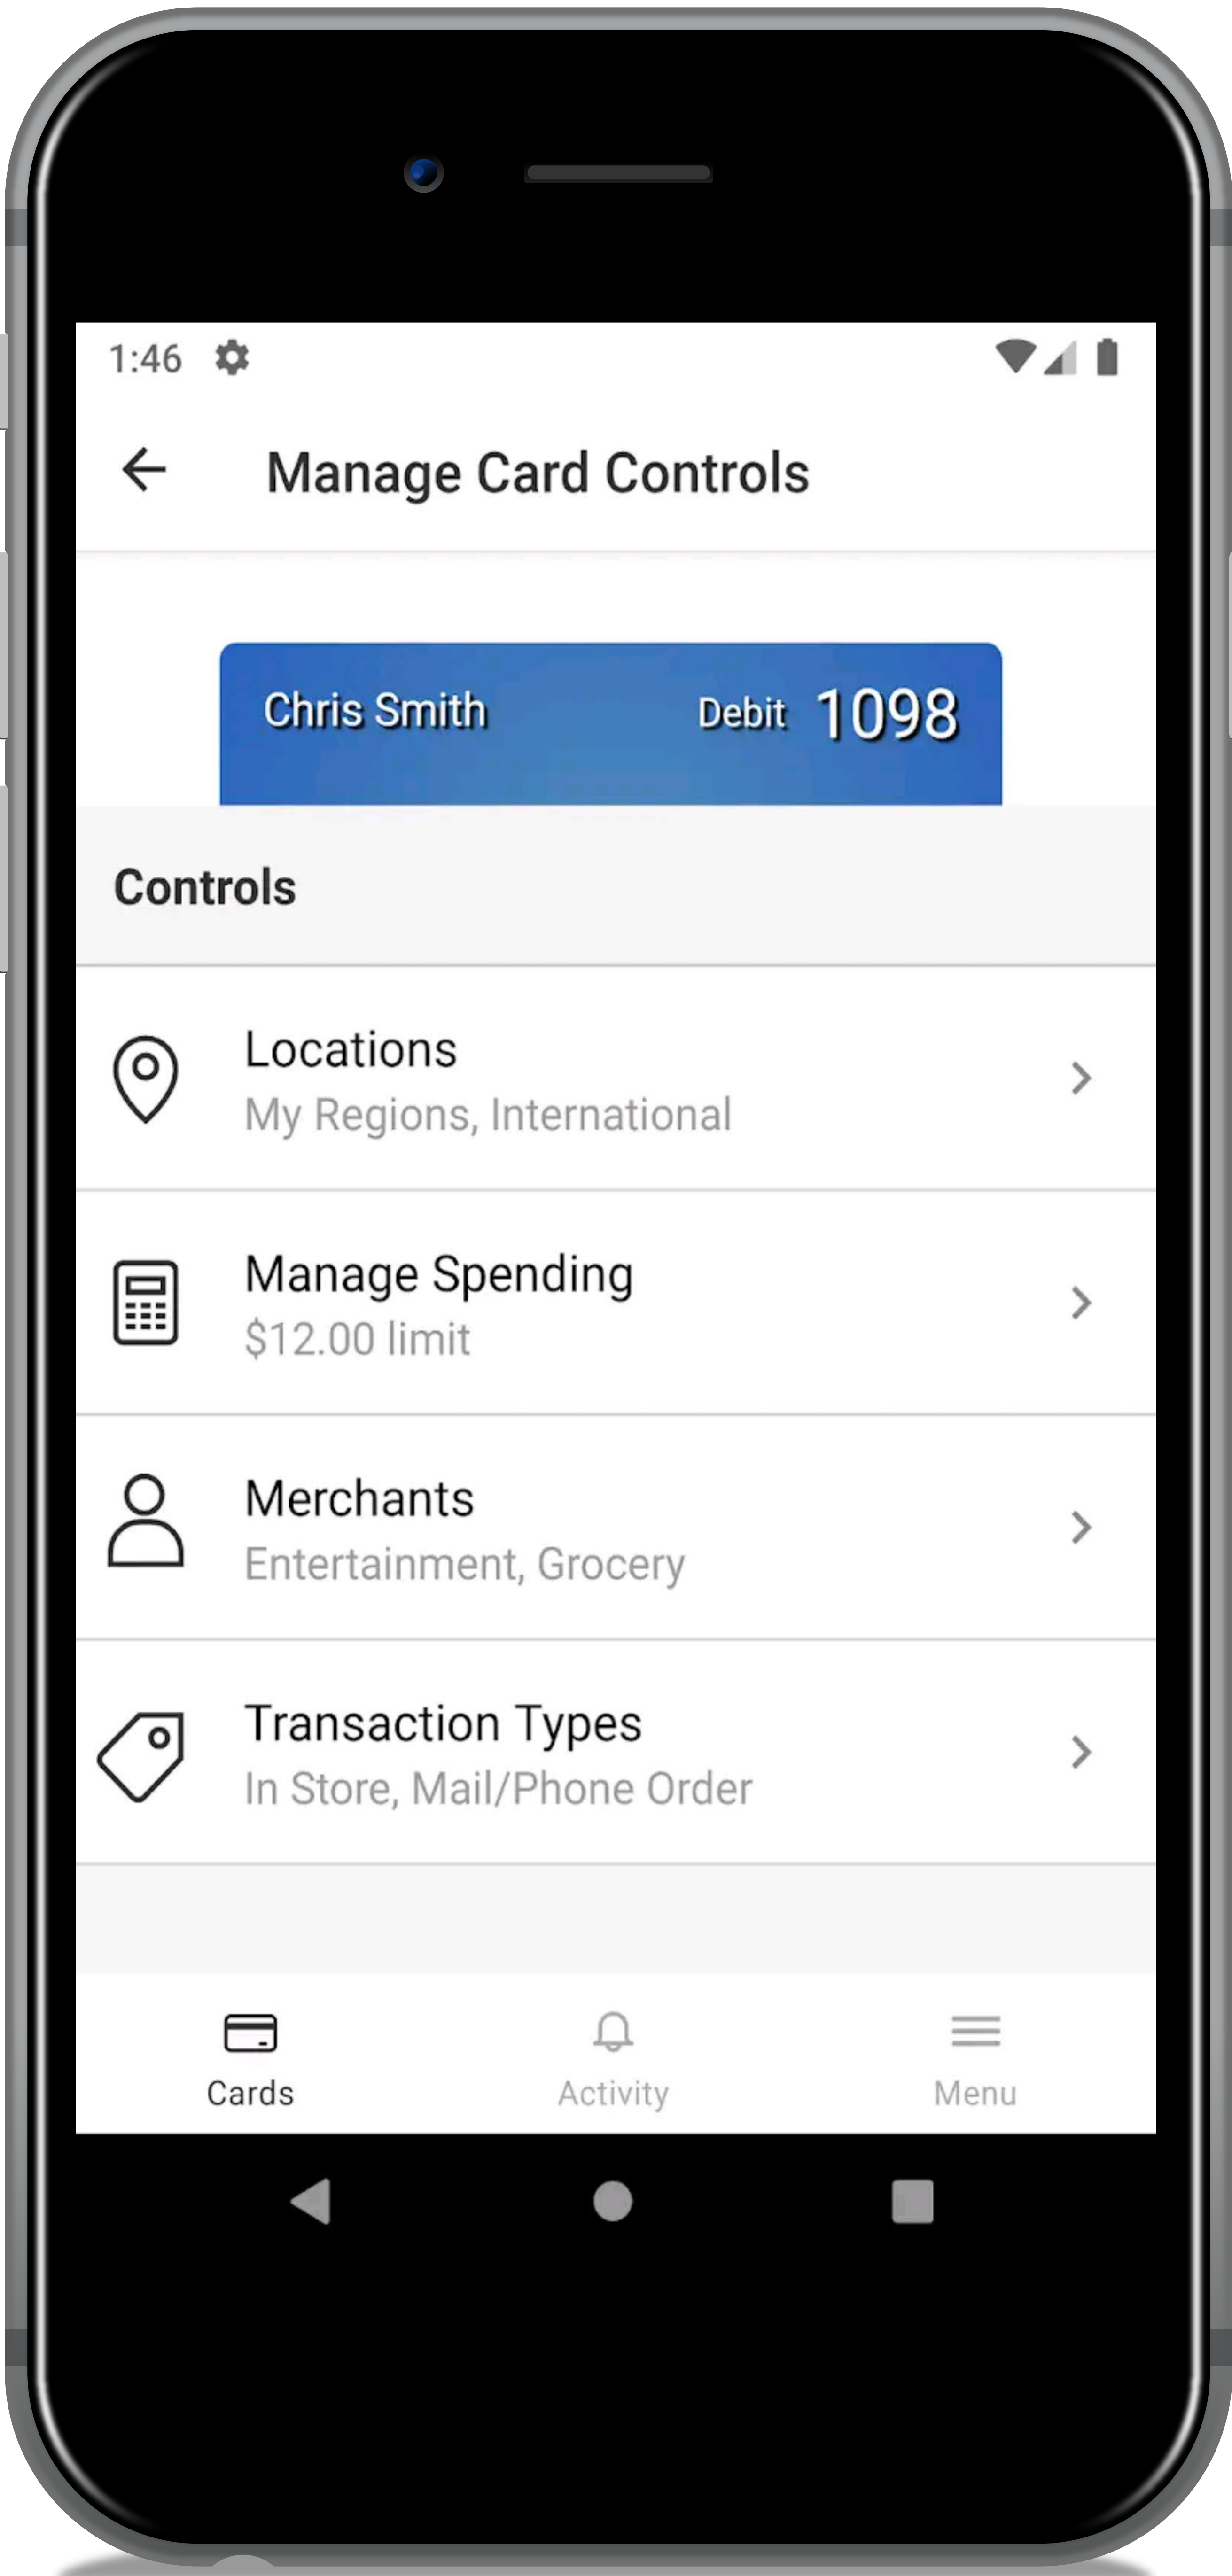 1:46
Manage Card Controls
Chris Smith Debit 1098
Controls
Locations
My Regions, International
Manage Spending
$12.00 limit
Merchants
Entertainment, Grocery
Transaction Types
In Store, Mail/Phone Order
Cards Activity Menu